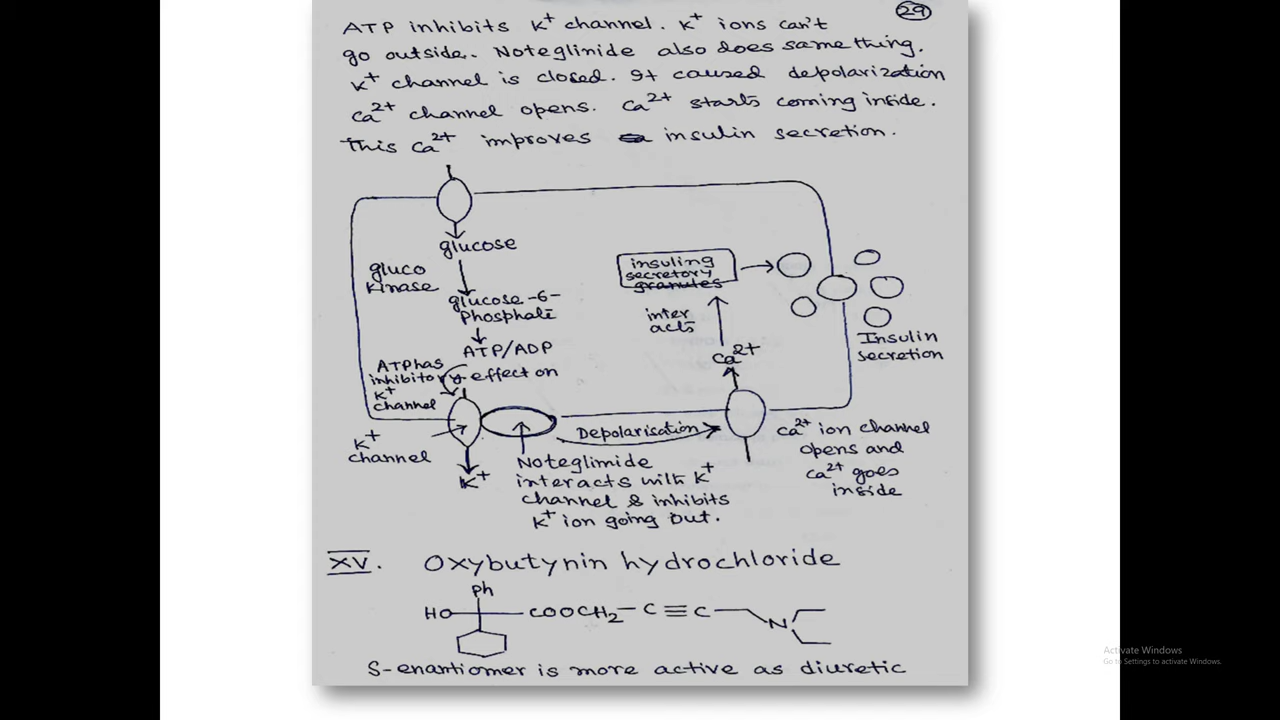 29
ATP inhibits K+ channel. K+ ions can't
go outside. Noteglinide also does same thing.
K+ channel is closed. It caused depolarization
Ca2+ channel opens. Ca2+ starts coming inside.
This Ca2+ improves insulin secretion.
glucose
gluco
kinase
glucose-6-
Phosphate
ATP/ADP
ATPhas
inhibitory effect on
K+
channel
K+
channel
K+
insuling
secretory
granules
inter
acts
Ca2+
Insulin
secretion
Depolarisation
Noteglimide
interacts with K+
channel & inhibits
K+ ion going out.
Ca2+ ion channel
opens and
Ca2+ goes
inside
XV. Oxybutynin hydrochloride
Ph
HO COOCH2-C≡C N
S-enantiomer is more active as diuretic
Activate Windows
Go to Settings to activate Windows.